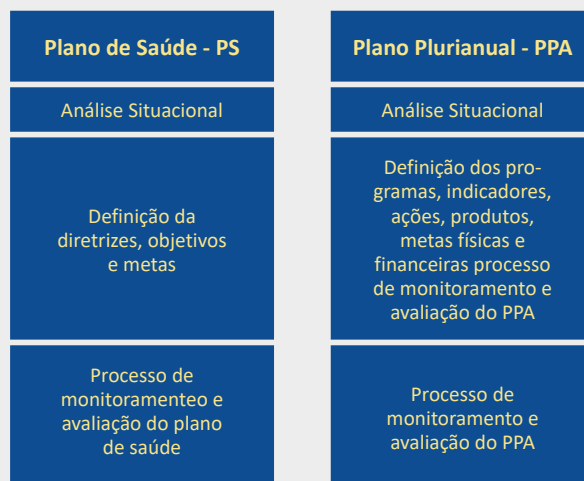 Plano de Saúde - PS
Análise Situacional
Definição da
diretrizes, objetivos
e metas
Processo de
monitoramenteo e
avaliação do plano
de saúde
Plano Plurianual - PPA
Análise Situacional
Definição dos pro-
gramas, indicadores,
ações, produtos,
metas físicas e
financeiras processo
de monitoramento e
avaliação do PPA
Processo de
monitoramento e
avaliação do PPA